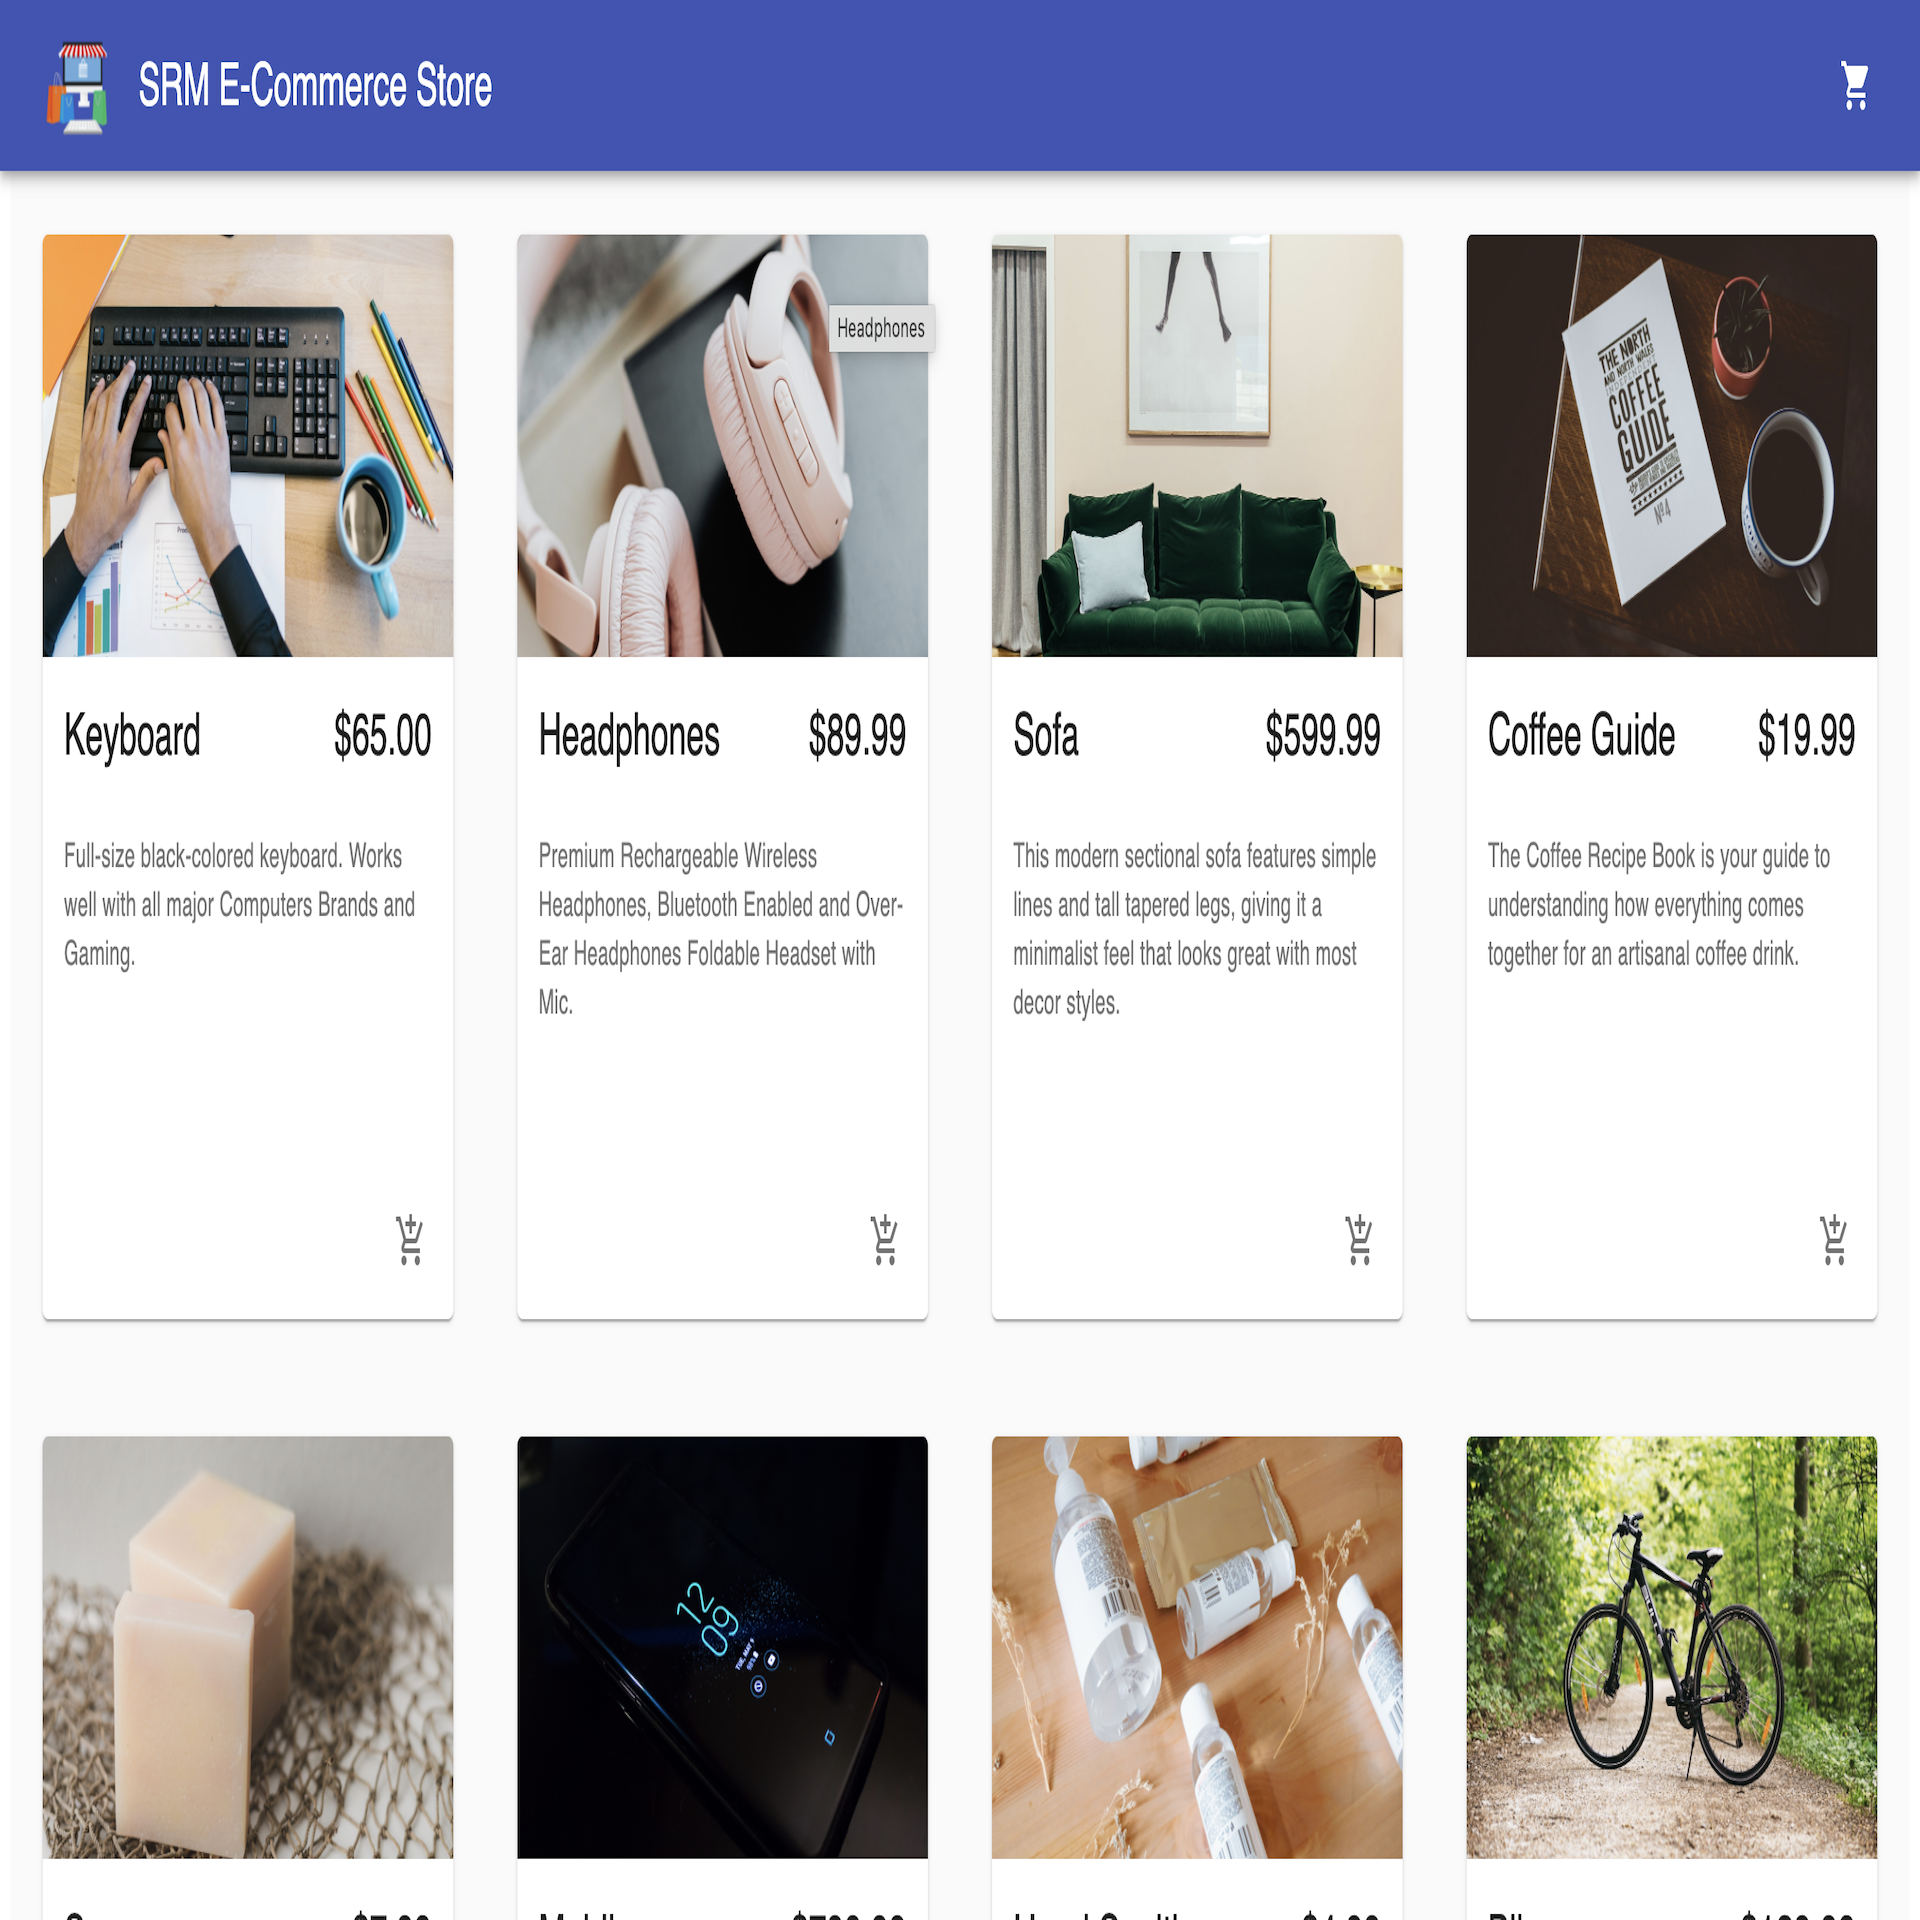 SRM E-Commerce Store
Headphones
THE NORTH
AND NORTH WALES
INDEPENDENT
COFFEE
GUIDE
Nº4
Keyboard $65.00
Headphones $89.99
Sofa $599.99
Coffee Guide $19.99
Full-size black-colored keyboard. Works
well with all major Computers Brands and
Gaming.
Premium Rechargeable Wireless
Headphones, Bluetooth Enabled and Over-
Ear Headphones Foldable Headset with
Mic.
This modern sectional sofa features simple
lines and tall tapered legs, giving it a
minimalist feel that looks great with most
decor styles.
The Coffee Recipe Book is your guide to
understanding how everything comes
together for an artisanal coffee drink.
12
09
TUE, MAY 9
BULLS